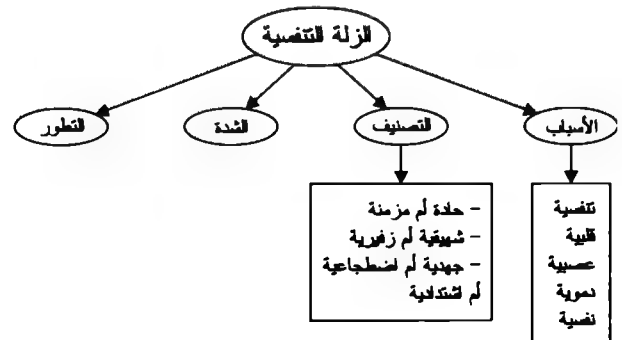 الزلة التنفسية
الأسباب
التصنيف
الشدة
التطور
تنفسية
قلبية
عصبية
دموية
نفسية
- حادة أم مزمنة
- شهيقية أم زفيرية
- جهدية أم اضطجاعية
أم اشتدادية